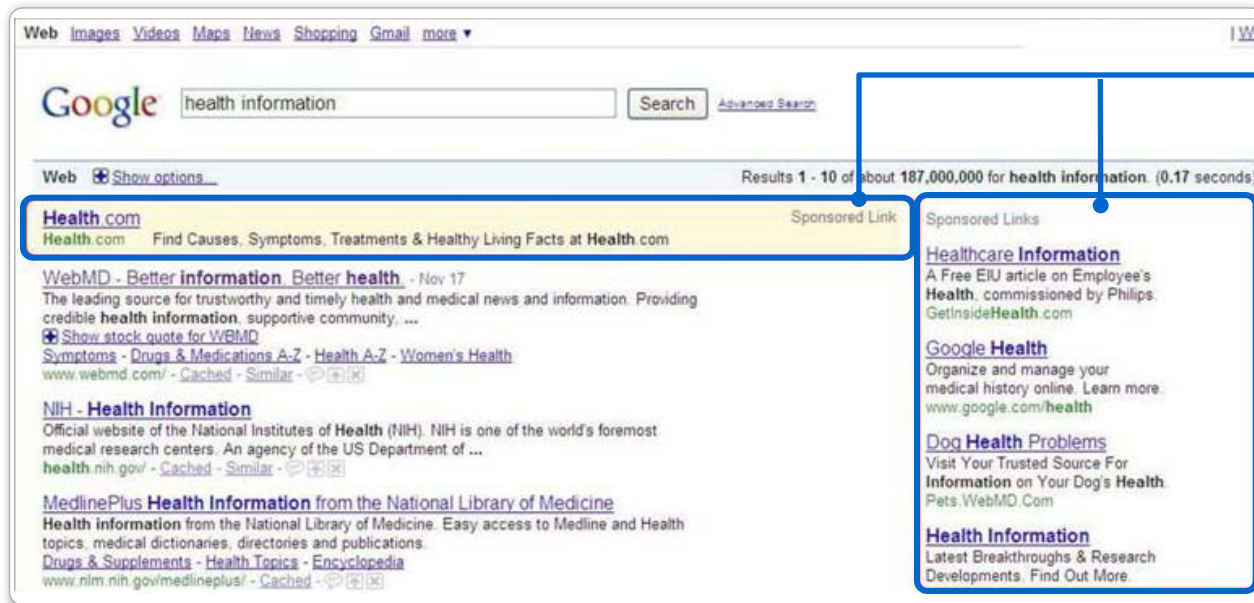 Web Images Videos Maps News Shopping Gmail more ▼
Google health information Search Advanced Search
Web Show options...
Results 1 - 10 of about 187,000,000 for health information. (0.17 seconds)
Health.com
Sponsored Link
Health.com Find Causes, Symptoms, Treatments & Healthy Living Facts at Health.com
WebMD - Better information. Better health. - Nov 17
The leading source for trustworthy and timely health and medical news and information. Providing
credible health information, supportive community, ...
Show stock quote for WBMD
Symptoms - Drugs & Medications A-Z - Health A-Z - Women's Health
www.webmd.com/ - Cached - Similar -
NIH - Health Information
Official website of the National Institutes of Health (NIH). NIH is one of the world's foremost
medical research centers. An agency of the US Department of ...
health.nih.gov/ - Cached - Similar -
MedlinePlus Health Information from the National Library of Medicine
Health information from the National Library of Medicine. Easy access to Medline and Health
topics, medical dictionaries, directories and publications.
Drugs & Supplements - Health Topics - Encyclopedia
www.nlm.nih.gov/medlineplus/ - Cached -
Sponsored Links
Healthcare Information
A Free EIU article on Employee's
Health, commissioned by Philips.
GetInsideHealth.com
Google Health
Organize and manage your
medical history online. Learn more.
www.google.com/health
Dog Health Problems
Visit Your Trusted Source For
Information on Your Dog's Health.
Pets.WebMD.Com
Health Information
Latest Breakthroughs & Research
Developments. Find Out More.